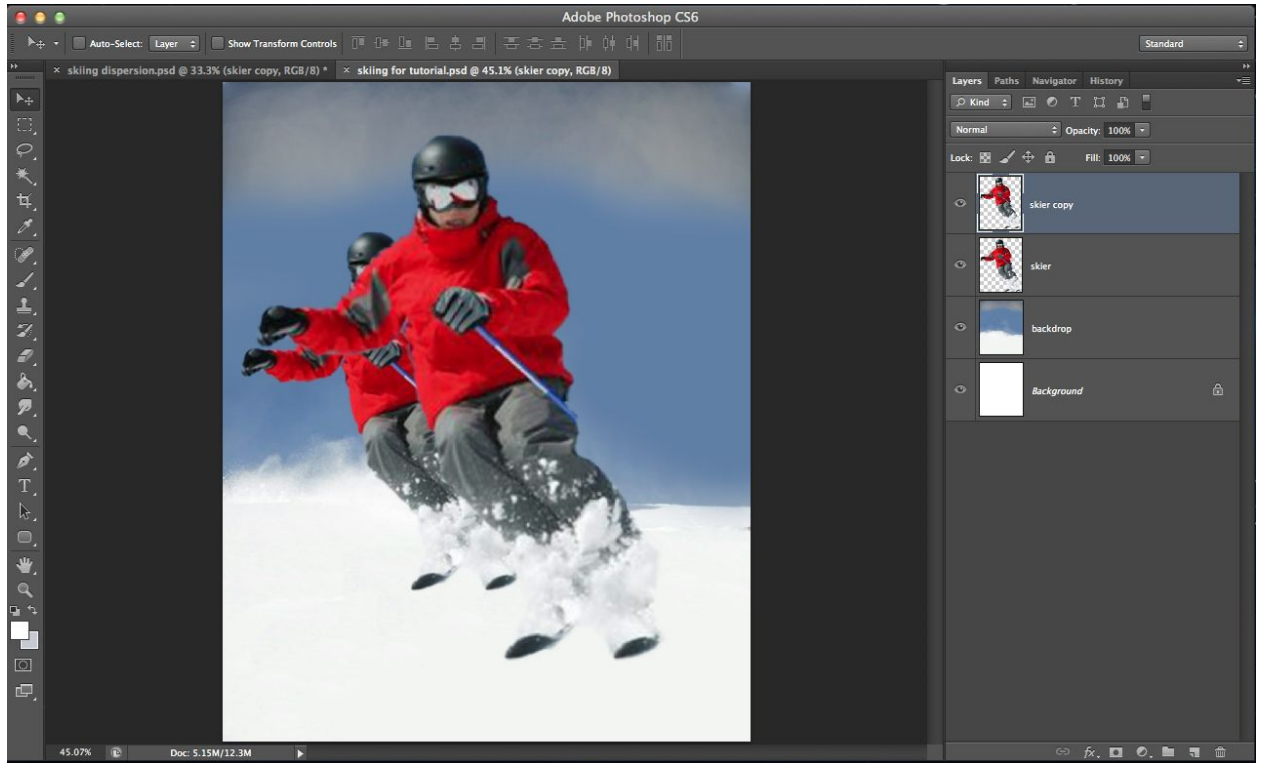 Adobe Photoshop CS6
Auto-Select: Layer Show Transform Controls Standard
× skiing dispersion.psd @ 33.3% (skier copy, RGB/8) * × skiing for tutorial.psd @ 45.1% (skier copy, RGB/8)
Layers Paths Navigator History
Kind
Normal Opacity: 100%
Lock: Fill: 100%
skier copy
skier
backdrop
Background
45.07% Doc: 5.15M/12.3M